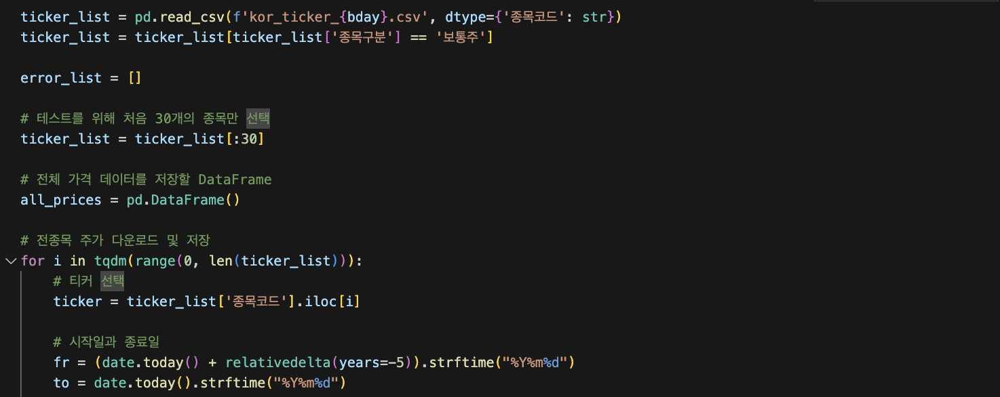 ticker_list = pd.read_csv(f'kor_ticker_{bday}.csv', dtype={'종목코드': str})
ticker_list = ticker_list[ticker_list['종목구분'] == '보통주']
error_list = []
# 테스트를 위해 처음 30개의 종목만 선택
ticker_list = ticker_list[:30]
# 전체 가격 데이터를 저장할 DataFrame
all_prices = pd.DataFrame()
# 전종목 주가 다운로드 및 저장
for i in tqdm(range(0, len(ticker_list))):
    # 티커 선택
    ticker = ticker_list['종목코드'].iloc[i]
    # 시작일과 종료일
    fr = (date.today() + relativedelta(years=-5)).strftime("%Y%m%d")
    to = date.today().strftime("%Y%m%d")